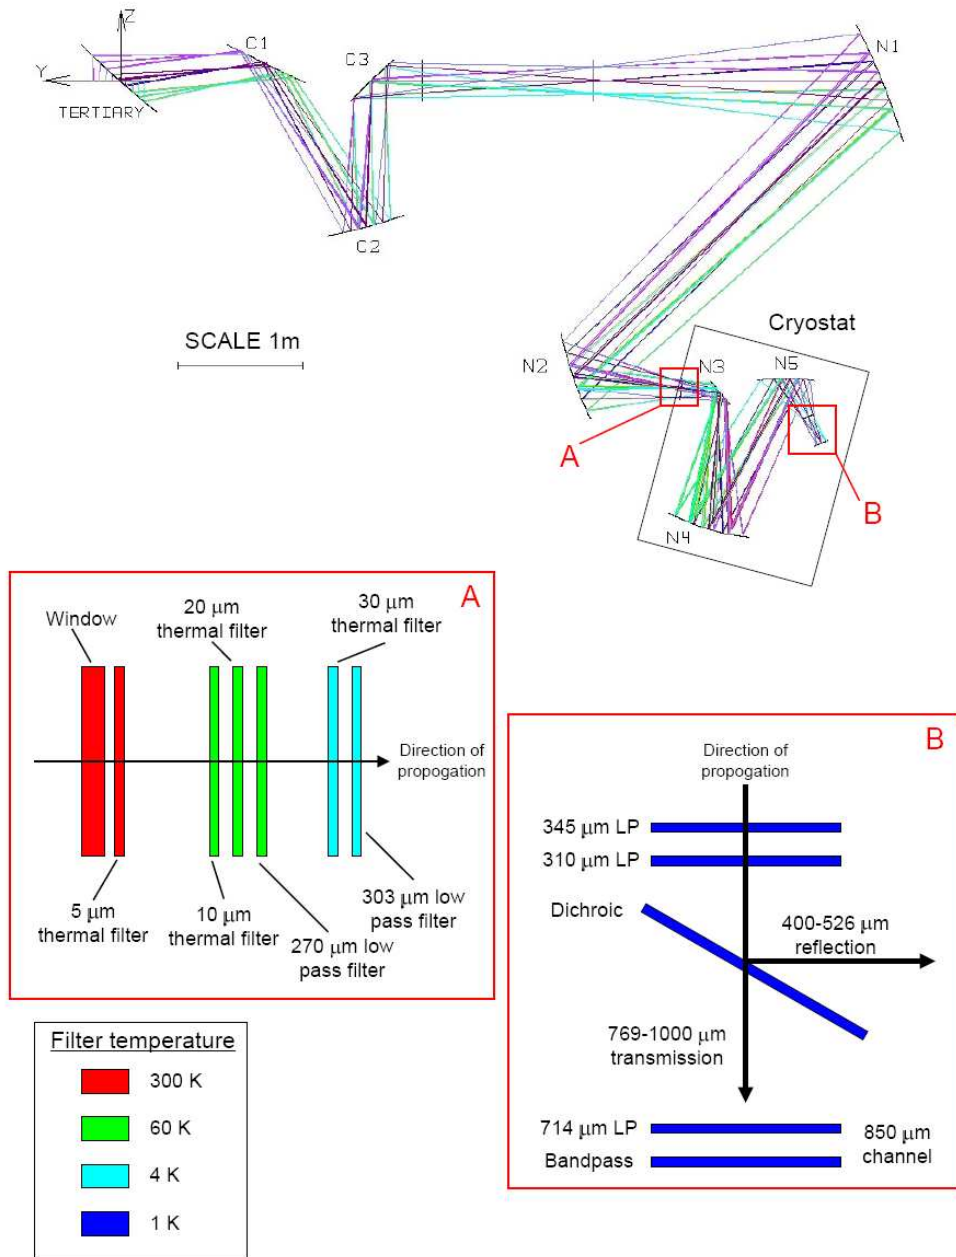 Z
Y
TERTIARY
C1
C3
C2
N1
SCALE 1m
Cryostat
N2
N3
N5
A
B
N4
A
Window
20 µm
thermal filter
30 µm
thermal filter
Direction of
propogation
5 µm
thermal filter
10 µm
thermal filter
270 µm low
pass filter
303 µm low
pass filter
B
Direction of
propogation
345 µm LP
310 µm LP
Dichroic
400-526 µm
reflection
769-1000 µm
transmission
714 µm LP
Bandpass
850 µm
channel
Filter temperature
300 K
60 K
4 K
1 K